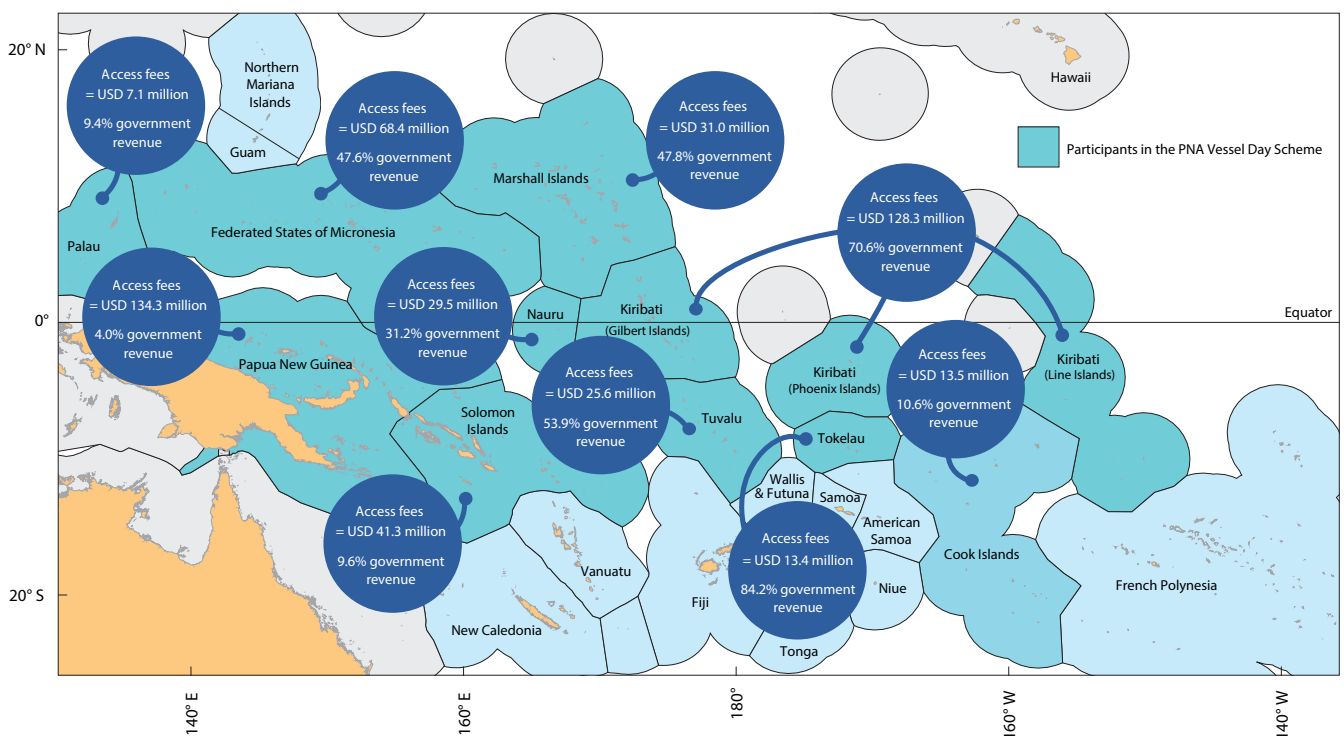 20° N
0°
20° S
Access fees
= USD 7.1 million
9.4% government
revenue
Northern
Mariana
Islands
Guam
Access fees
= USD 68.4 million
47.6% government
revenue
Marshall Islands
Access fees
= USD 31.0 million
47.8% government
revenue
Hawaii
Participants in the PNA Vessel Day Scheme
Palau
Federated States of Micronesia
Access fees
= USD 128.3 million
70.6% government
revenue
Access fees
= USD 134.3 million
4.0% government
revenue
Papua New Guinea
Access fees
= USD 29.5 million
31.2% government
revenue
Nauru
Kiribati
(Gilbert Islands)
Equator
Kiribati
(Phoenix Islands)
Access fees
= USD 13.5 million
10.6% government
revenue
Kiribati
(Line Islands)
Solomon
Islands
Access fees
= USD 25.6 million
53.9% government
revenue
Tuvalu
Tokelau
Access fees
= USD 41.3 million
9.6% government
revenue
Wallis
& Futuna
Samoa
American
Samoa
Access fees
= USD 13.4 million
84.2% government
revenue
Cook Islands
French Polynesia
Vanuatu
New Caledonia
Fiji
Niue
Tonga
140° E
160° E
180°
160° W
140° W